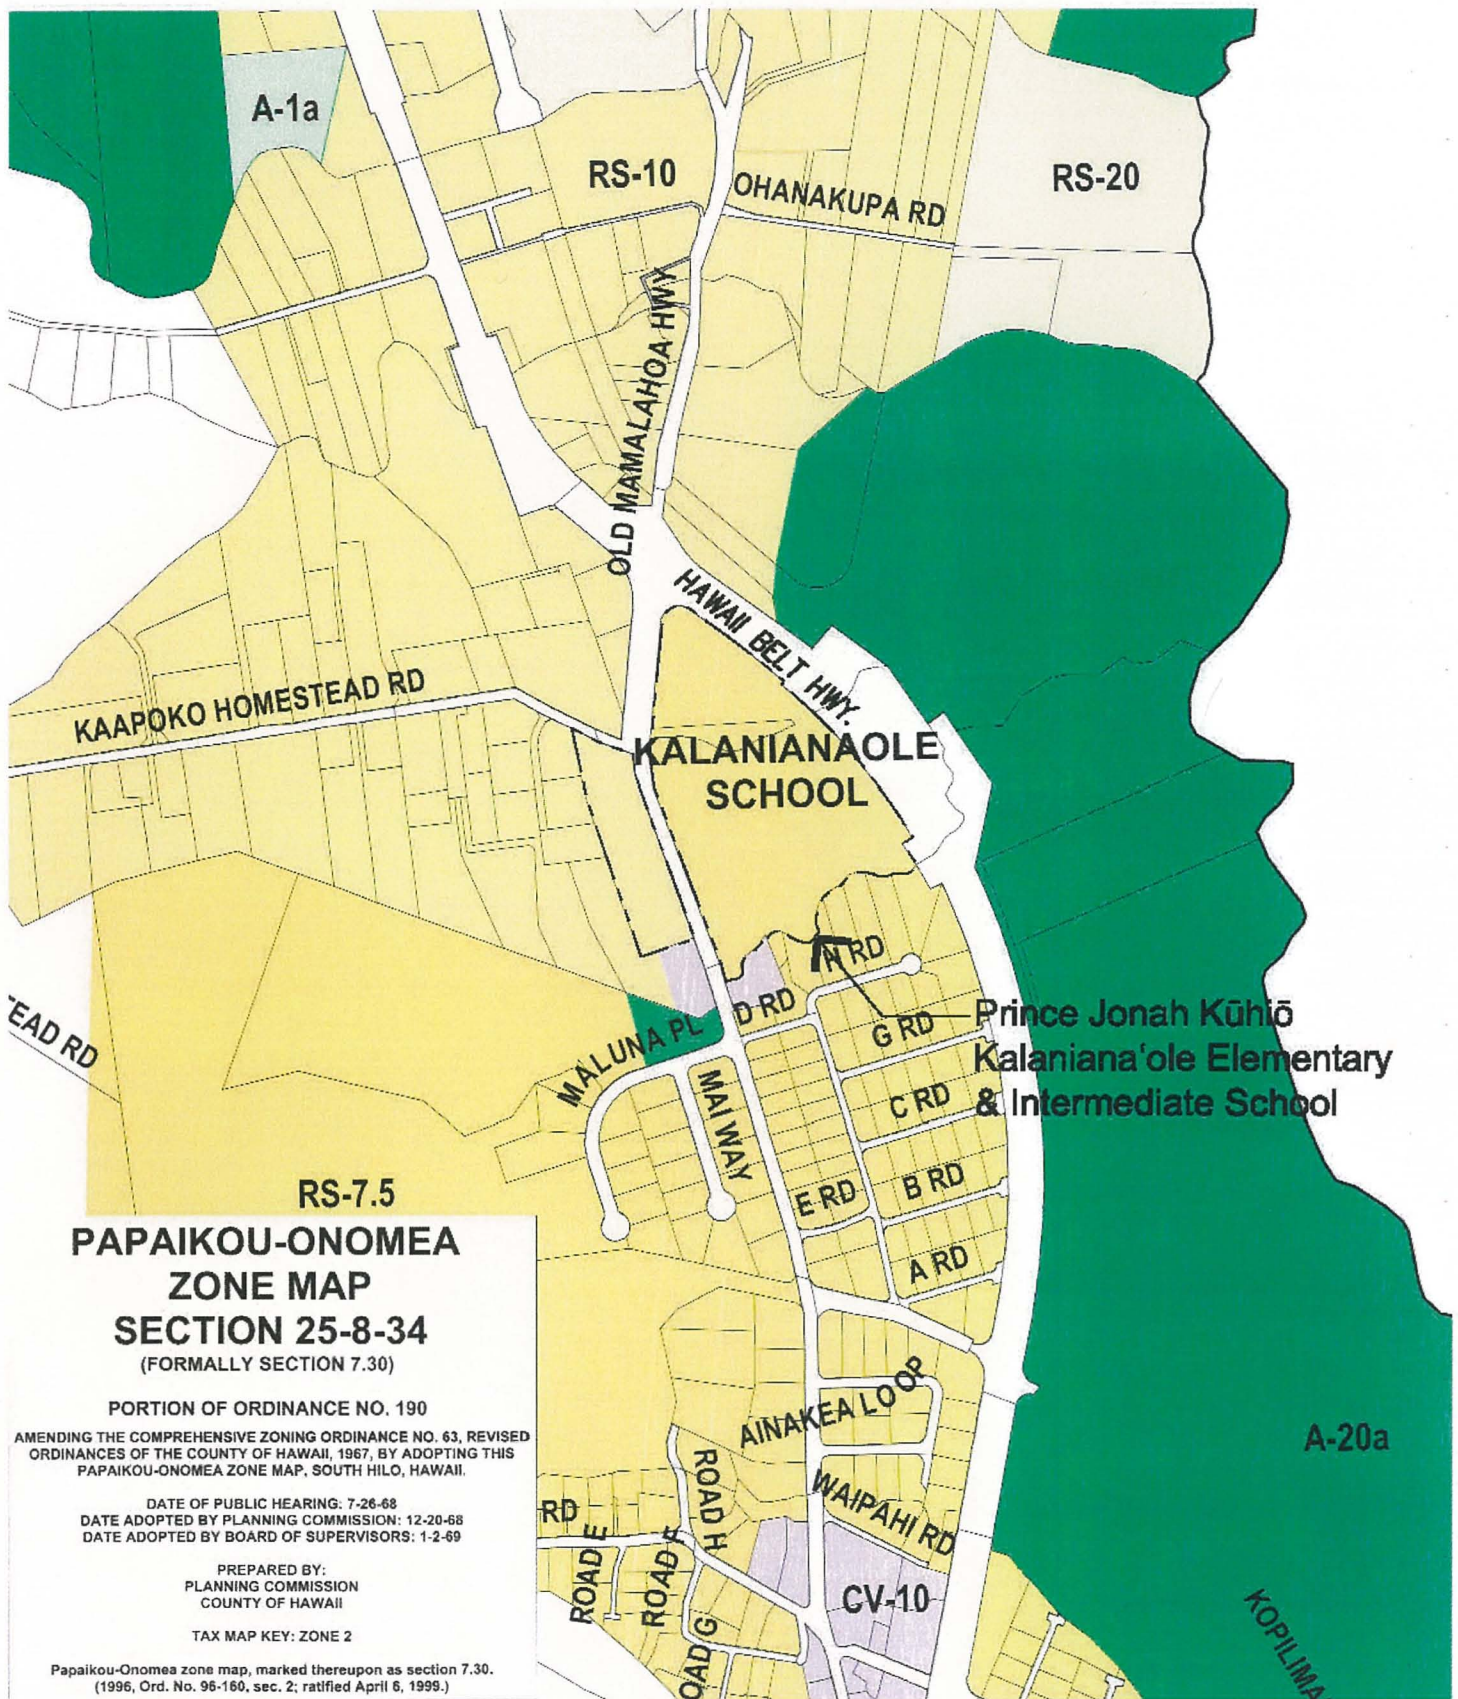 A-1a
RS-10
OHANAKUPA RD
RS-20
OLD MAMALAHOA HWY
HAWAII BELT HWY.
KAAPOKO HOMESTEAD RD
KALANIANAOLE
SCHOOL
H RD
D RD
G RD
Prince Jonah Kūhiō
Kalaniana'ole Elementary
& Intermediate School
EAD RD
MALUNA PL
MAI WAY
C RD
B RD
E RD
A RD
RS-7.5
PAPAIKOU-ONOMEA
ZONE MAP
SECTION 25-8-34
(FORMALLY SECTION 7.30)
PORTION OF ORDINANCE NO. 190
AMENDING THE COMPREHENSIVE ZONING ORDINANCE NO. 63, REVISED
ORDINANCES OF THE COUNTY OF HAWAII, 1967, BY ADOPTING THIS
PAPAIKOU-ONOMEA ZONE MAP, SOUTH HILO, HAWAII.
DATE OF PUBLIC HEARING: 7-26-68
DATE ADOPTED BY PLANNING COMMISSION: 12-20-68
DATE ADOPTED BY BOARD OF SUPERVISORS: 1-2-69
PREPARED BY:
PLANNING COMMISSION
COUNTY OF HAWAII
TAX MAP KEY: ZONE 2
Papaikou-Onomea zone map, marked thereupon as section 7.30.
(1996, Ord. No. 96-160, sec. 2; ratified April 6, 1999.)
AINAKEA LOOP
A-20a
WAIPAHI RD
RD
ROAD E
ROAD F
ROAD H
OAD G
CV-10
KOPILIMA